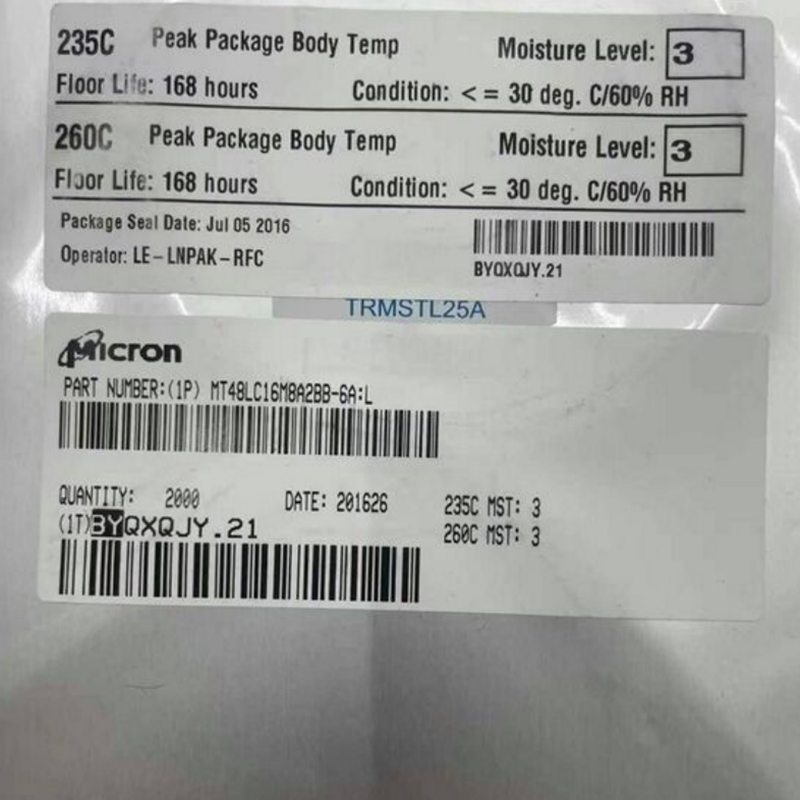 235C Peak Package Body Temp Moisture Level: 3
Floor Life: 168 hours Condition: < = 30 deg. C/60% RH
260C Peak Package Body Temp Moisture Level: 3
Floor Life: 168 hours Condition: < = 30 deg. C/60% RH
Package Seal Date: Jul 05 2016
Operator: LE-LNPAK-RFC
BYQXQJY.21
TRMSTL25A
Micron
PART NUMBER:(1P) MT48LC16M8A2BB-6A:L
QUANTITY: 2000 DATE: 201626 235C MST: 3
(1T)BYQXQJY.21 260C MST: 3